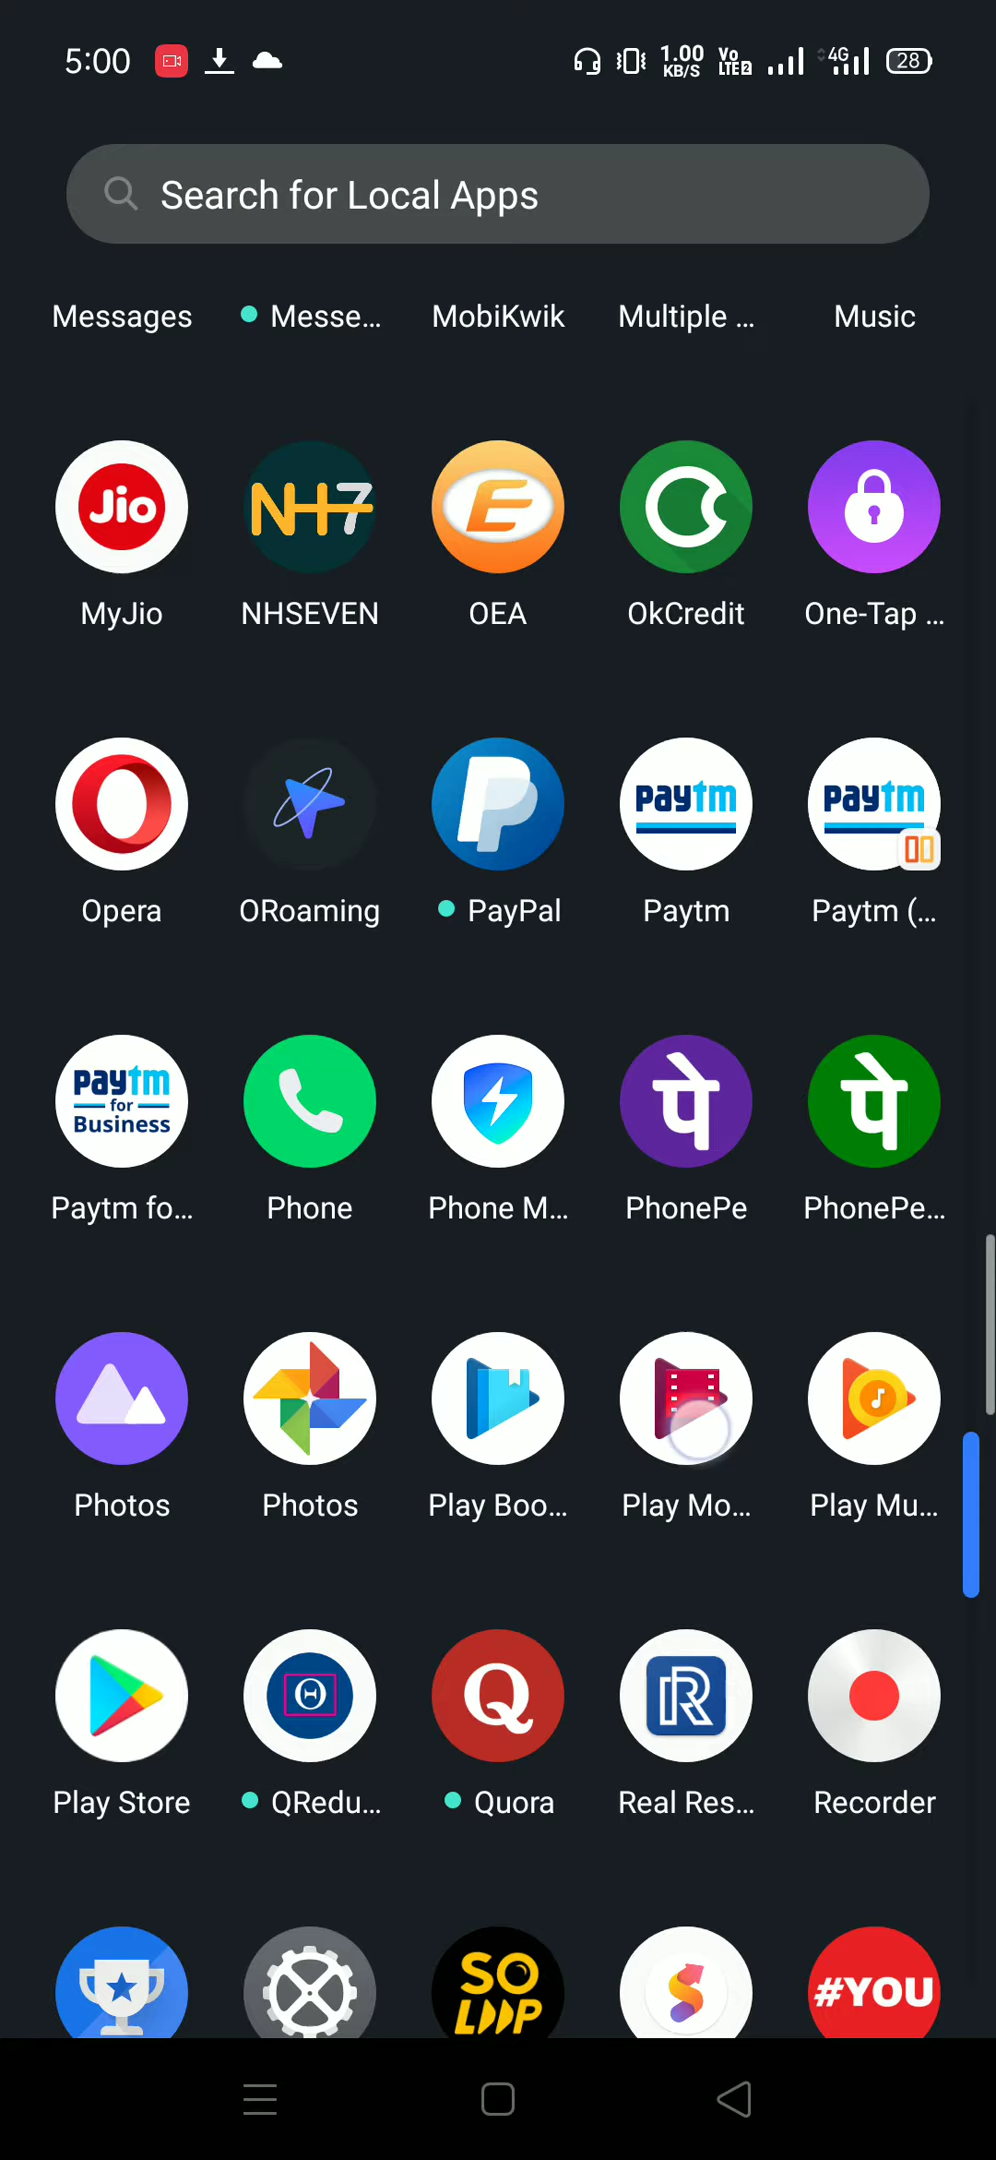 5:00 1.00 KB/S Vo LTE2 4G 28
Search for Local Apps
Messages Messe... MobiKwik Multiple ... Music
Jio NH7 E
MyJio NHSEVEN OEA OkCredit One-Tap ...
paytm paytm
Opera ORoaming PayPal Paytm Paytm (...
paytm for Business पे पे
Paytm fo... Phone Phone M... PhonePe PhonePe...
Photos Photos Play Boo... Play Mo... Play Mu...
Q R
Play Store QRedu... Quora Real Res... Recorder
SO LOOP #YOU